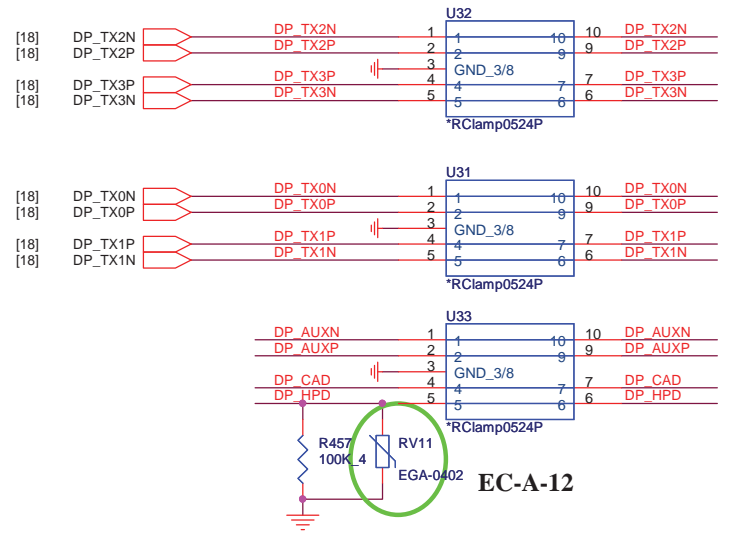 U32
[18] DP_TX2N DP_TX2N 1 1 10 10 DP_TX2N
[18] DP_TX2P DP_TX2P 2 2 9 9 DP_TX2P
3 GND_3/8
[18] DP_TX3P DP_TX3P 4 4 7 7 DP_TX3P
[18] DP_TX3N DP_TX3N 5 5 6 6 DP_TX3N
*RClamp0524P
U31
[18] DP_TX0N DP_TX0N 1 1 10 10 DP_TX0N
[18] DP_TX0P DP_TX0P 2 2 9 9 DP_TX0P
3 GND_3/8
[18] DP_TX1P DP_TX1P 4 4 7 7 DP_TX1P
[18] DP_TX1N DP_TX1N 5 5 6 6 DP_TX1N
*RClamp0524P
U33
DP_AUXN 1 1 10 10 DP_AUXN
DP_AUXP 2 2 9 9 DP_AUXP
3 GND_3/8
DP_CAD 4 4 7 7 DP_CAD
DP_HPD 5 5 6 6 DP_HPD
*RClamp0524P
R457 RV11
100K_4
EGA-0402
EC-A-12